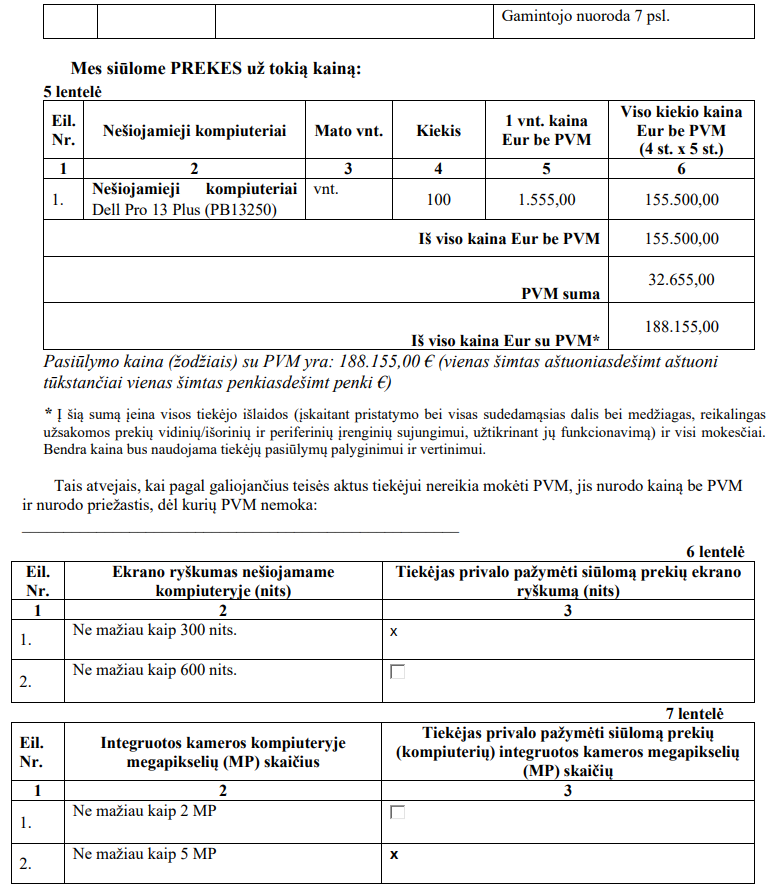 Gamintojo nuoroda 7 psl.
Mes siūlome PREKES už tokią kainą:
5 lentelė
Eil. Nr. Nešiojamieji kompiuteriai Mato vnt. Kiekis 1 vnt. kaina Eur be PVM Viso kiekio kaina Eur be PVM (4 st. x 5 st.)
1 2 3 4 5 6
1. Nešiojamieji kompiuteriai Dell Pro 13 Plus (PB13250) vnt. 100 1.555,00 155.500,00
Iš viso kaina Eur be PVM 155.500,00
PVM suma 32.655,00
Iš viso kaina Eur su PVM* 188.155,00
Pasiūlymo kaina (žodžiais) su PVM yra: 188.155,00 € (vienas šimtas aštuoniasdešimt aštuoni
tūkstančiai vienas šimtas penkiasdešimt penki €)
* Į šią sumą įeina visos tiekėjo išlaidos (įskaitant pristatymo bei visas sudedamąsias dalis bei medžiagas, reikalingas
užsakomos prekių vidinių/išorinių ir periferinių įrenginių sujungimui, užtikrinant jų funkcionavimą) ir visi mokesčiai.
Bendra kaina bus naudojama tiekėjų pasiūlymų palyginimui ir vertinimui.
Tais atvejais, kai pagal galiojančius teisės aktus tiekėjui nereikia mokėti PVM, jis nurodo kainą be PVM
ir nurodo priežastis, dėl kurių PVM nemoka:
6 lentelė
Eil. Nr. Ekrano ryškumas nešiojamame kompiuteryje (nits) Tiekėjas privalo pažymėti siūlomą prekių ekrano ryškumą (nits)
1 2 3
1. Ne mažiau kaip 300 nits. x
2. Ne mažiau kaip 600 nits. ☐
7 lentelė
Eil. Nr. Integruotos kameros kompiuteryje megapikselių (MP) skaičius Tiekėjas privalo pažymėti siūlomą prekių (kompiuterių) integruotos kameros megapikselių (MP) skaičių
1 2 3
1. Ne mažiau kaip 2 MP ☐
2. Ne mažiau kaip 5 MP x